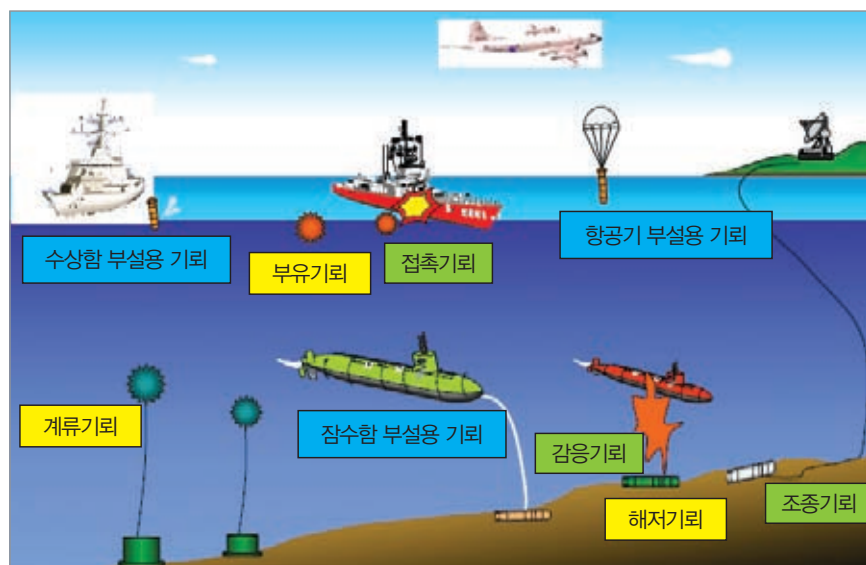 수상함 부설용 기뢰
부유기뢰
접촉기뢰
항공기 부설용 기뢰
계류기뢰
잠수함 부설용 기뢰
감응기뢰
해저기뢰
조종기뢰